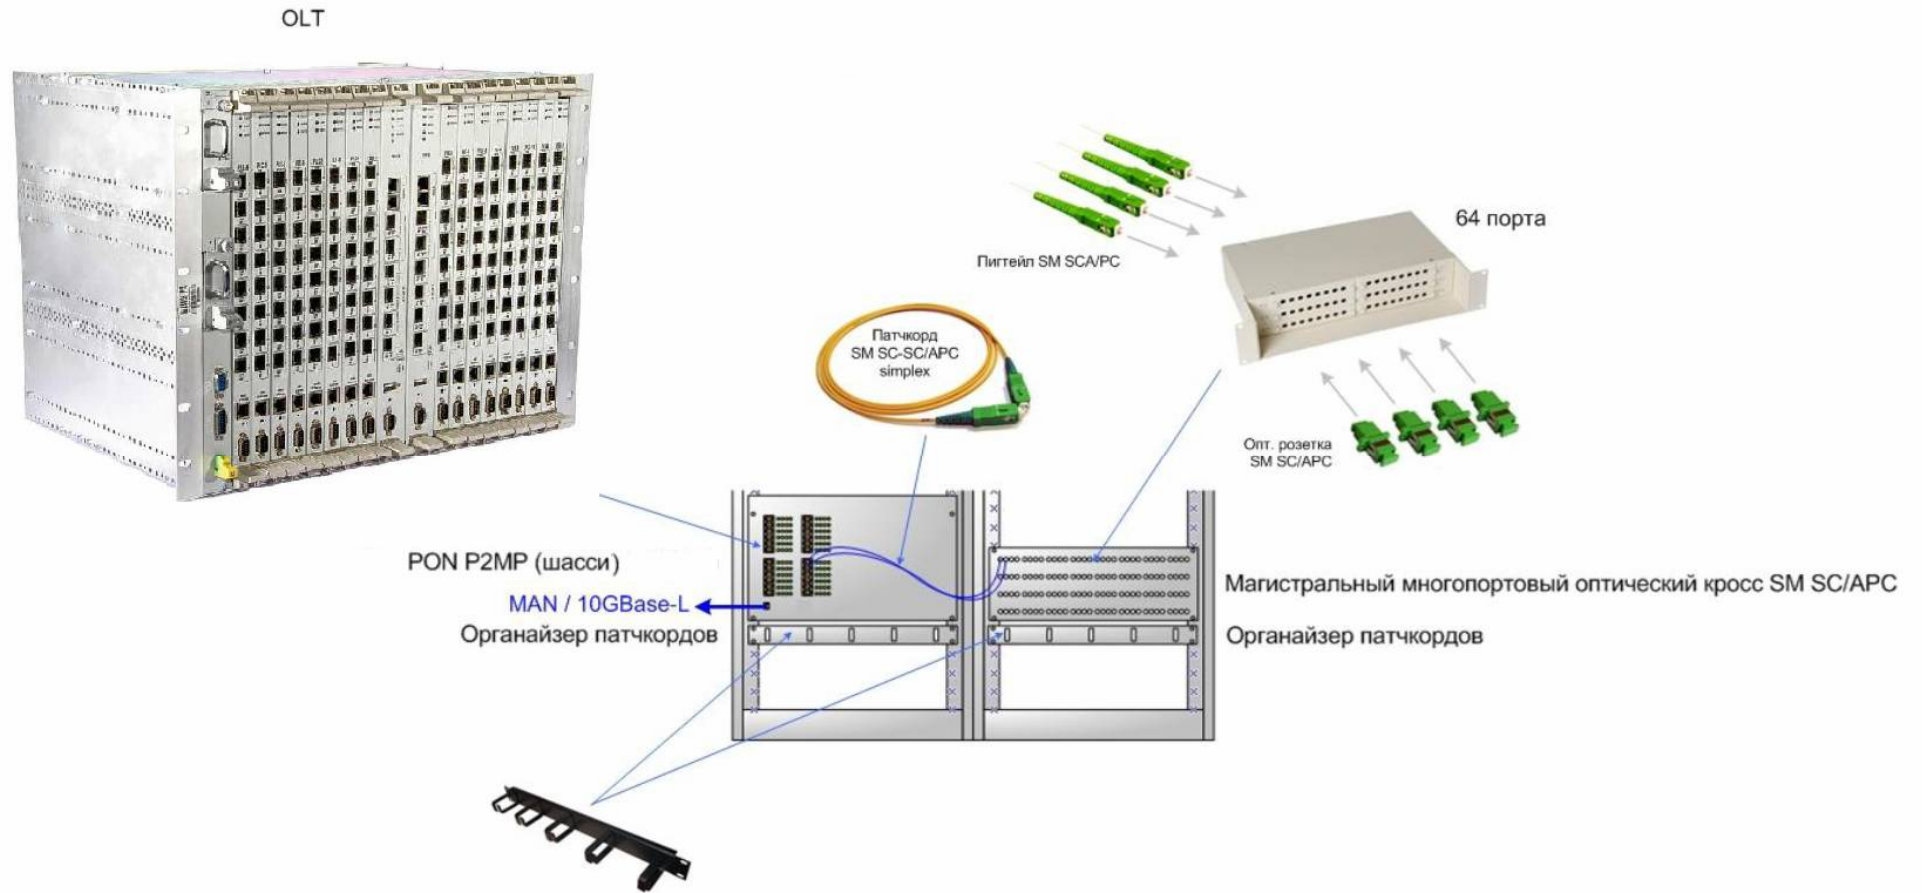 OLT
64 порта
Пигтейл SM SCA/PC
Патчкорд
SM SC-SC/APC
simplex
Опт. розетка
SM SC/APC
PON P2MP (шасси)
MAN / 10GBase-L
Органайзер патчкордов
Магистральный многопортовый оптический кросс SM SC/APC
Органайзер патчкордов